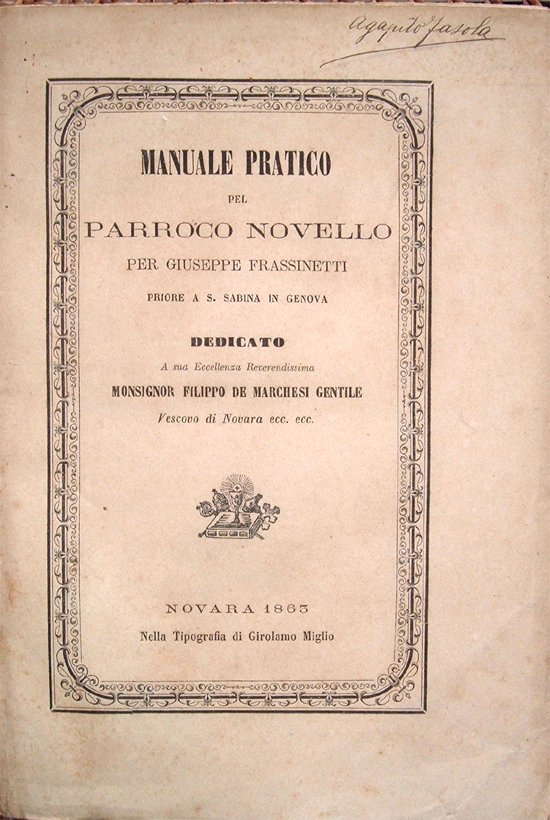 Agapito Fasola
MANUALE PRATICO
PEL
PARROCO NOVELLO
PER GIUSEPPE FRASSINETTI
PRIORE A S. SABINA IN GENOVA
DEDICATO
A sua Eccellenza Reverendissima
MONSIGNOR FILIPPO DE MARCHESI GENTILE
Vescovo di Novara ecc. ecc.
NOVARA 1863
Nella Tipografia di Girolamo Miglio